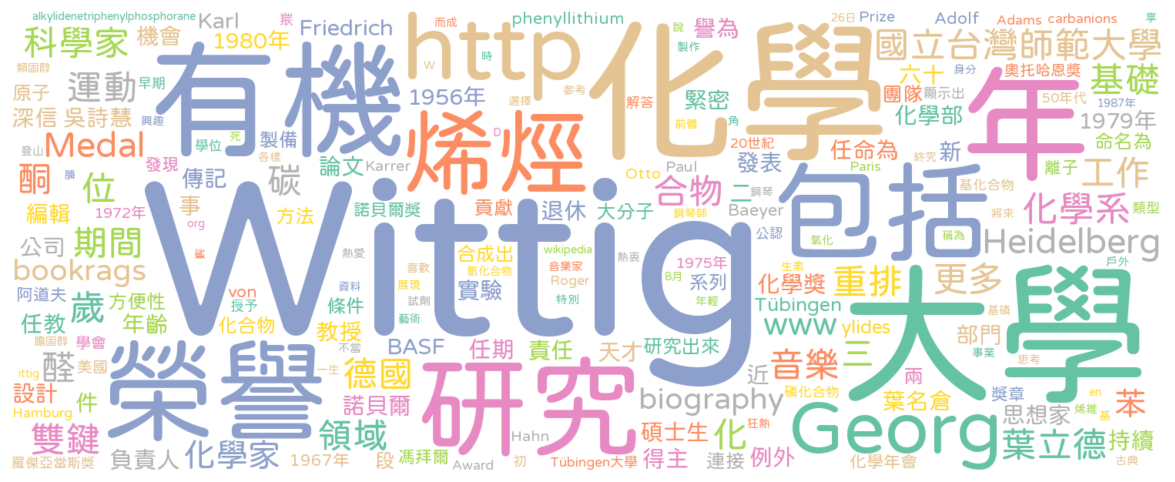 alkylidenetriphenylphosphorane
Karl
羰
而成
phenyllithium
譽為
說
Prize
26日
Adolf
Adams
carbanions
享
科學家
機會
1980年
Friedrich
http
化學
製作
國立台灣師範大學
有機
時
年
類固醇
早期
運動
W
參考
六十
奧托哈恩獎
基礎
原子
1956年
選擇
解答
緊密
團隊
顯示出
50年代
1987年
深信
吳詩慧
興趣
烯烴
前體
角
化學部
身分
1979年
登山
Medal
學位
死
製備
D
20世紀
任命為
新
命名為
酮
發現
各樣
論文
Karrer
Otto
Paul
發表
終究
Paris
離子
工作
腈
位
傳記
碳
合物
二
鋼琴
包括
基化合物
編輯
1972年
事
方法
諾貝爾獎
貢獻
退休
大分子
鋼琴師
Baeyer
將來
化學系
類型
org
Wittig
公認
氧化
稱為
公司
期間
鯊
熱愛
合成出
wikipedia
熱衷
1975年
戶外
Heidelberg
bookrags
資料
喜歡
氫化合物
音樂家
8月
系列
大學
生素
更多
阿道夫
方便性
von
授予
條件
展現
試劑
實驗
Roger
特別
年輕
化學獎
重排
任教
歲
年齡
膽固醇
化合物
教授
藝術
Tübingen
www
ylides
部門
基磷
學會
榮譽
不當
BASF
任期
責任
天才
研究出來
音樂
三
事業
醛
美國
ittig
德國
一生
研究
近
磷化合物
兩
思考
設計
件
諾貝爾
biography
獎章
en
Hamburg
葉名倉
思想家
烯維
基
苯
雙鍵
化學家
領域
Hahn
碩士生
化
狂熱
Georg
葉立德
持續
羅傑亞當斯獎
負責人
1967年
段
馮拜爾
Award
初
Tübingen大學
得主
連接
例外
化學年會
古典